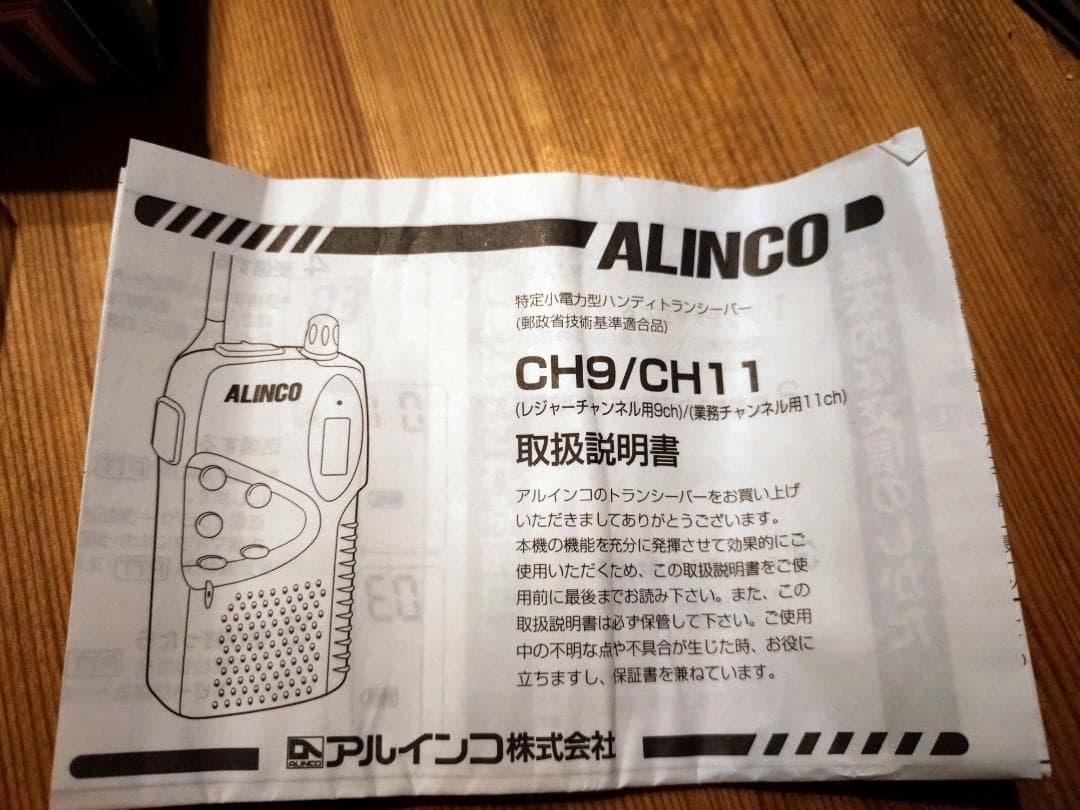 ALINCO
特定小電力型ハンディトランシーバー
(郵政省技術基準適合品)
CH9/CH11
(レジャーチャンネル用9ch)/(業務チャンネル用11ch)
取扱説明書
アルインコのトランシーバーをお買い上げ
いただきましてありがとうございます。
本機の機能を充分に発揮させて効果的にご
使用いただくため、この取扱説明書をご使
用前に最後までお読み下さい。また、この
取扱説明書は必ず保管して下さい。ご使用
中の不明な点や不具合が生じた時、お役に
立ちますし、保証書を兼ねています。
ALINCO
ALINCO
アルインコ株式会社